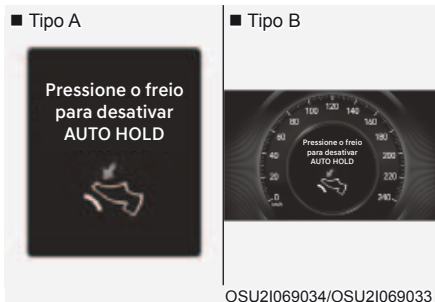 ■ Tipo A
Pressione o freio
para desativar
AUTO HOLD
■ Tipo B
0
20
40
60
80
100
120
140
160
180
200
220
240
km/h
Pressione o freio
para desativar
AUTO HOLD
OSU2I069034/OSU2I069033